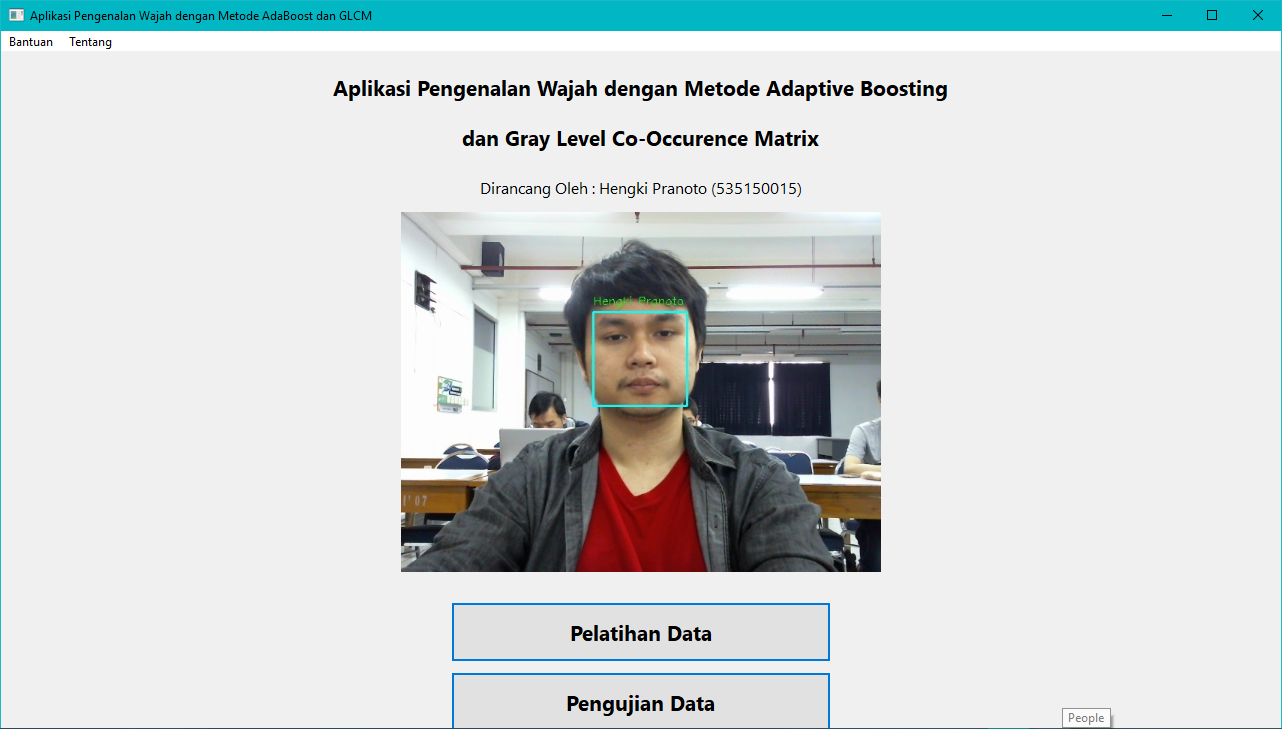 Aplikasi Pengenalan Wajah dengan Metode AdaBoost dan GLCM
Bantuan Tentang
Aplikasi Pengenalan Wajah dengan Metode Adaptive Boosting
dan Gray Level Co-Occurence Matrix
Dirancang Oleh : Hengki Pranoto (535150015)
Hengki Pranoto
07
Pelatihan Data
Pengujian Data
People